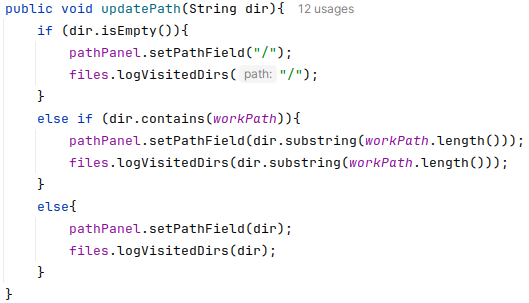 public void updatePath(String dir){ 12 usages
    if (dir.isEmpty()){
        pathPanel.setPathField("/");
        files.logVisitedDirs( path: "/");
    }
    else if (dir.contains(workPath)){
        pathPanel.setPathField(dir.substring(workPath.length()));
        files.logVisitedDirs(dir.substring(workPath.length()));
    }
    else{
        pathPanel.setPathField(dir);
        files.logVisitedDirs(dir);
    }
}